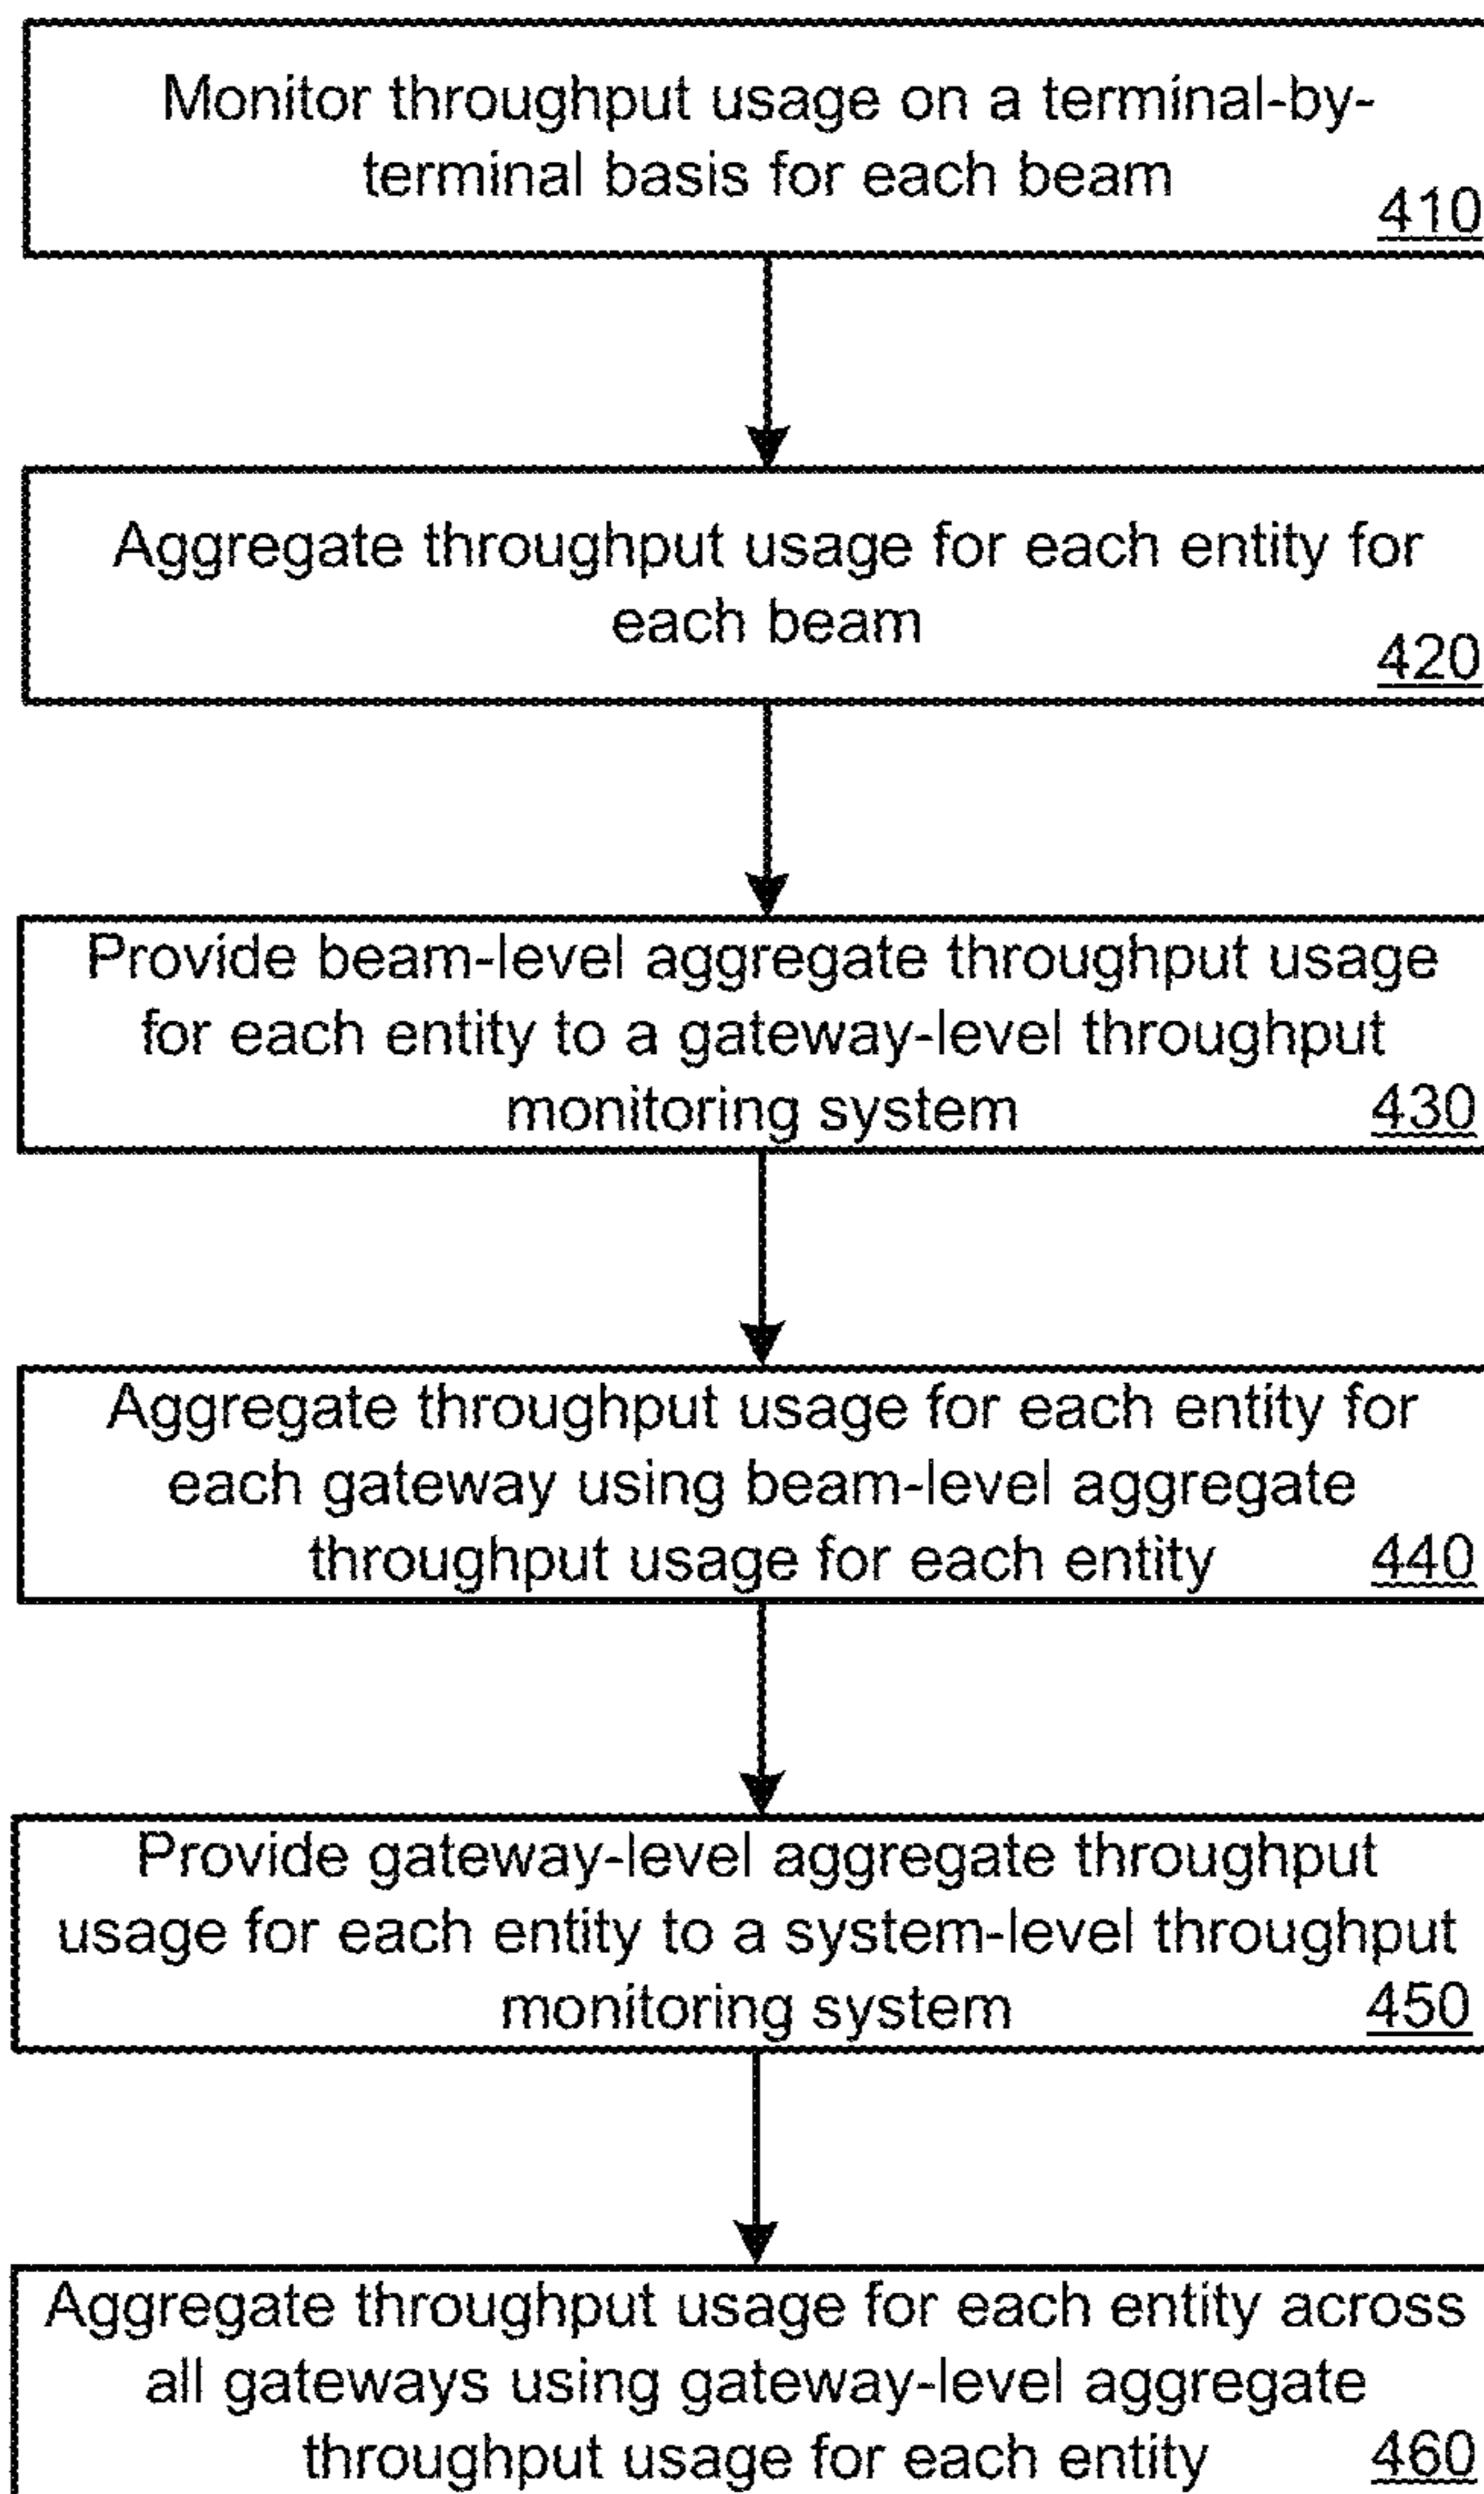 Monitor throughput usage on a terminal-by-
terminal basis for each beam
410
Aggregate throughput usage for each entity for
each beam
420
Provide beam-level aggregate throughput usage
for each entity to a gateway-level throughput
monitoring system
430
Aggregate throughput usage for each entity for
each gateway using beam-level aggregate
throughput usage for each entity
440
Provide gateway-level aggregate throughput
usage for each entity to a system-level throughput
monitoring system
450
Aggregate throughput usage for each entity across
all gateways using gateway-level aggregate
throughput usage for each entity
460